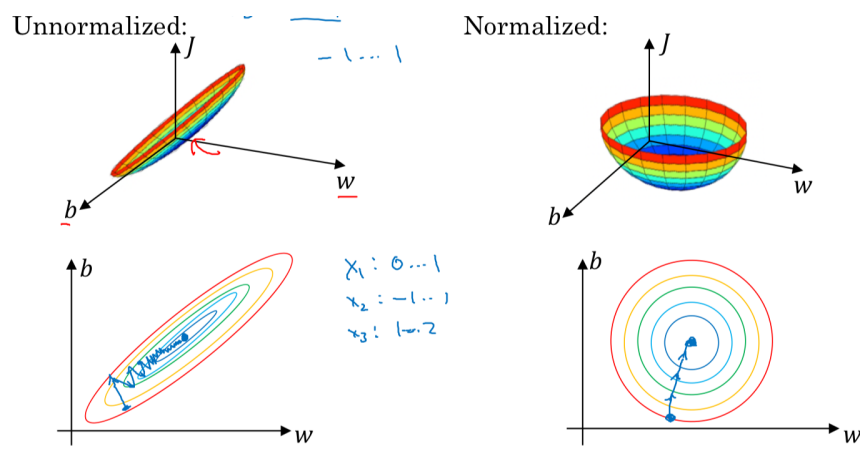 Unnormalized:
J
-1...1
w
b
Normalized:
J
w
b
b
w
x₁: 0...1
x₂: -1..1
x₃: 1...2
b
w